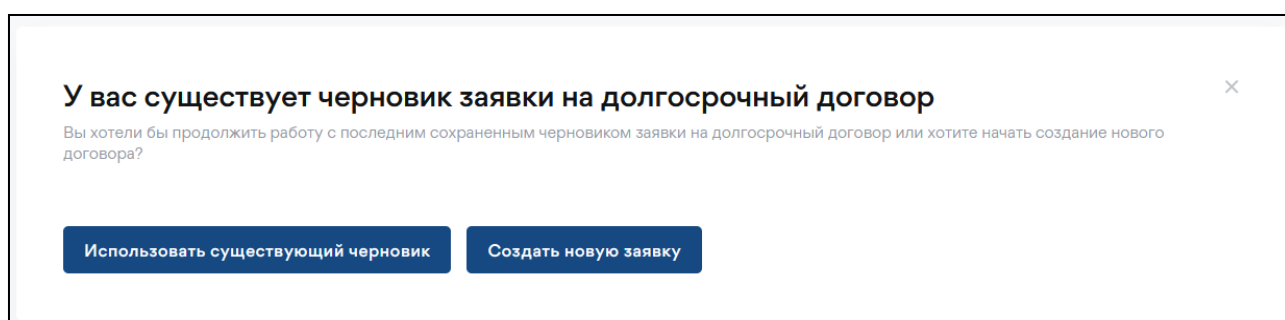 У вас существует черновик заявки на долгосрочный договор
Вы хотели бы продолжить работу с последним сохраненным черновиком заявки на долгосрочный договор или хотите начать создание нового
договора?
Использовать существующий черновик
Создать новую заявку